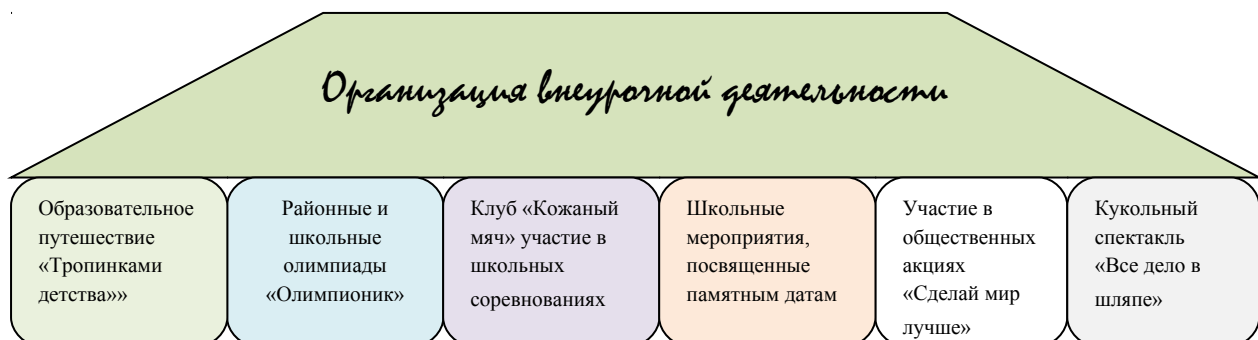 Организация внеурочной деятельности
Образовательное
путешествие
«Тропинками
детства»»
Районные и
школьные
олимпиады
«Олимпионик»
Клуб «Кожаный
мяч» участие в
школьных
соревнованиях
Школьные
мероприятия,
посвященные
памятным датам
Участие в
общественных
акциях
«Сделай мир
лучше»
Кукольный
спектакль
«Все дело в
шляпе»